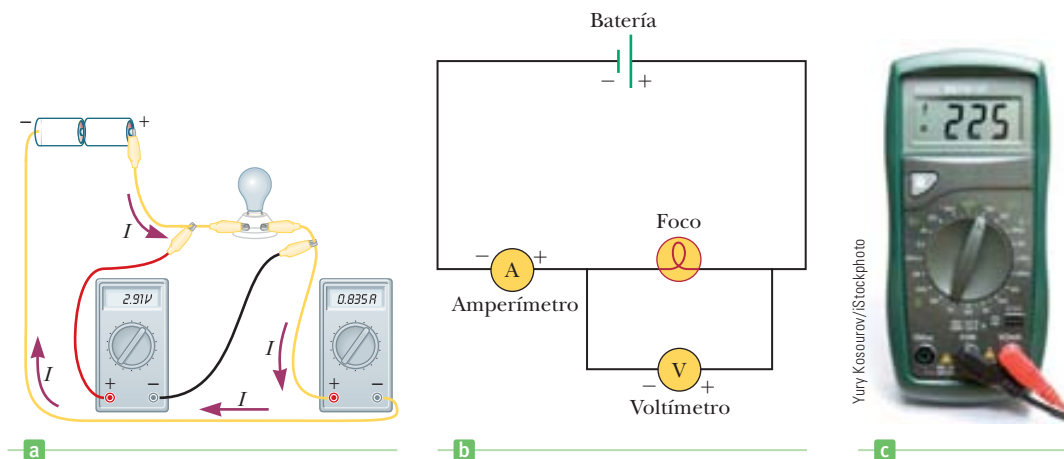 −
+
I
2.91V
0.835A
I
I
I
+
−
+
−
a
Batería
−
+
Foco
−
+
A
Amperímetro
V
−
+
Voltímetro
b
225
Yury Kosourov/iStockphoto
c